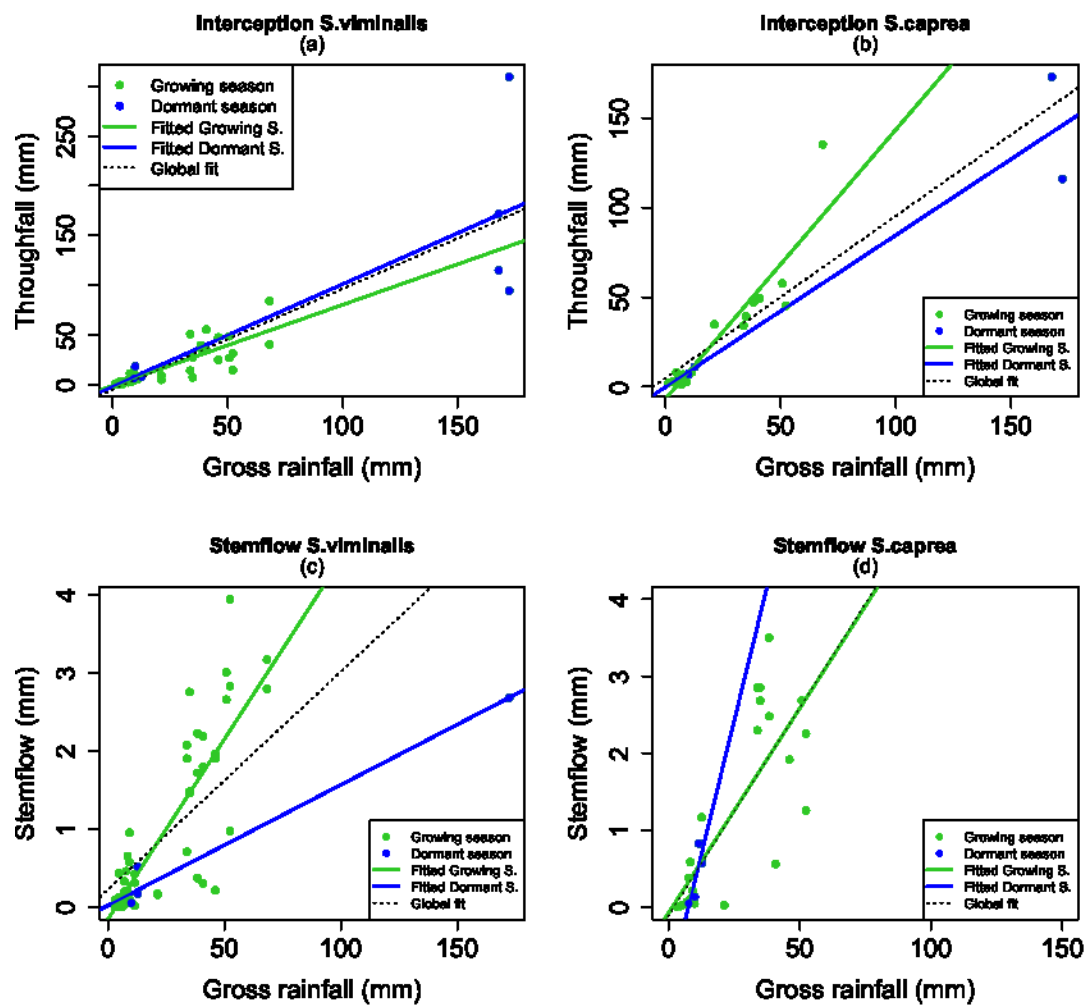 Interception S.viminalis
(a)
Throughfall (mm)
250
150
50
0
Growing season
Dormant season
Fitted Growing S.
Fitted Dormant S.
Global fit
0 50 100 150
Gross rainfall (mm)
Interception S.caprea
(b)
Throughfall (mm)
150
100
50
0
Growing season
Dormant season
Fitted Growing S.
Fitted Dormant S.
Global fit
0 50 100 150
Gross rainfall (mm)
Stemflow S.viminalis
(c)
Stemflow (mm)
4
3
2
1
0
Growing season
Dormant season
Fitted Growing S.
Fitted Dormant S.
Global fit
0 50 100 150
Gross rainfall (mm)
Stemflow S.caprea
(d)
Stemflow (mm)
4
3
2
1
0
Growing season
Dormant season
Fitted Growing S.
Fitted Dormant S.
Global fit
0 50 100 150
Gross rainfall (mm)